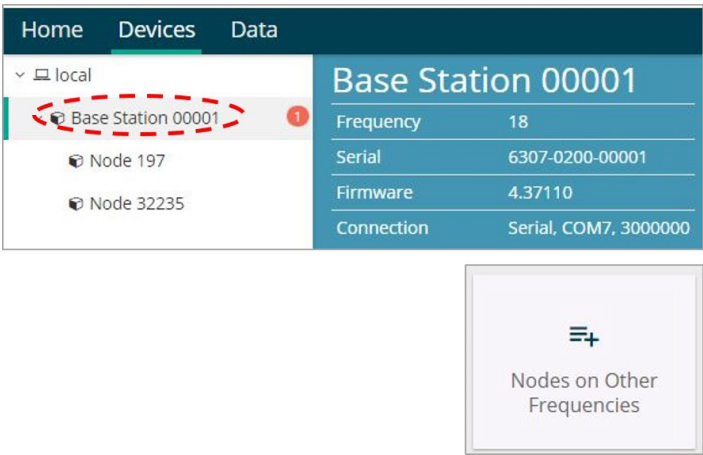 Home Devices Data
local
Base Station 00001 1
Node 197
Node 32235
Base Station 00001
Frequency 18
Serial 6307-0200-00001
Firmware 4.37110
Connection Serial, COM7, 3000000
Nodes on Other
Frequencies